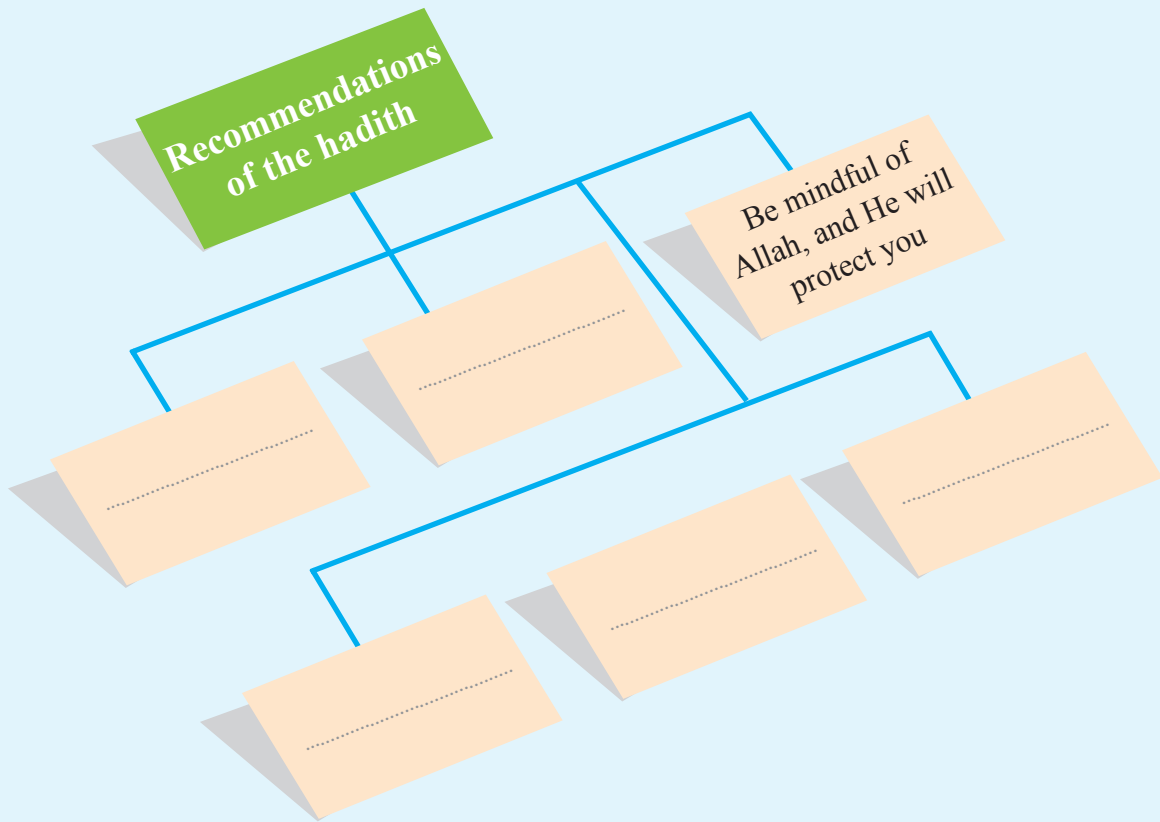 Recommendations
of the hadith
Be mindful of
Allah, and He will
protect you